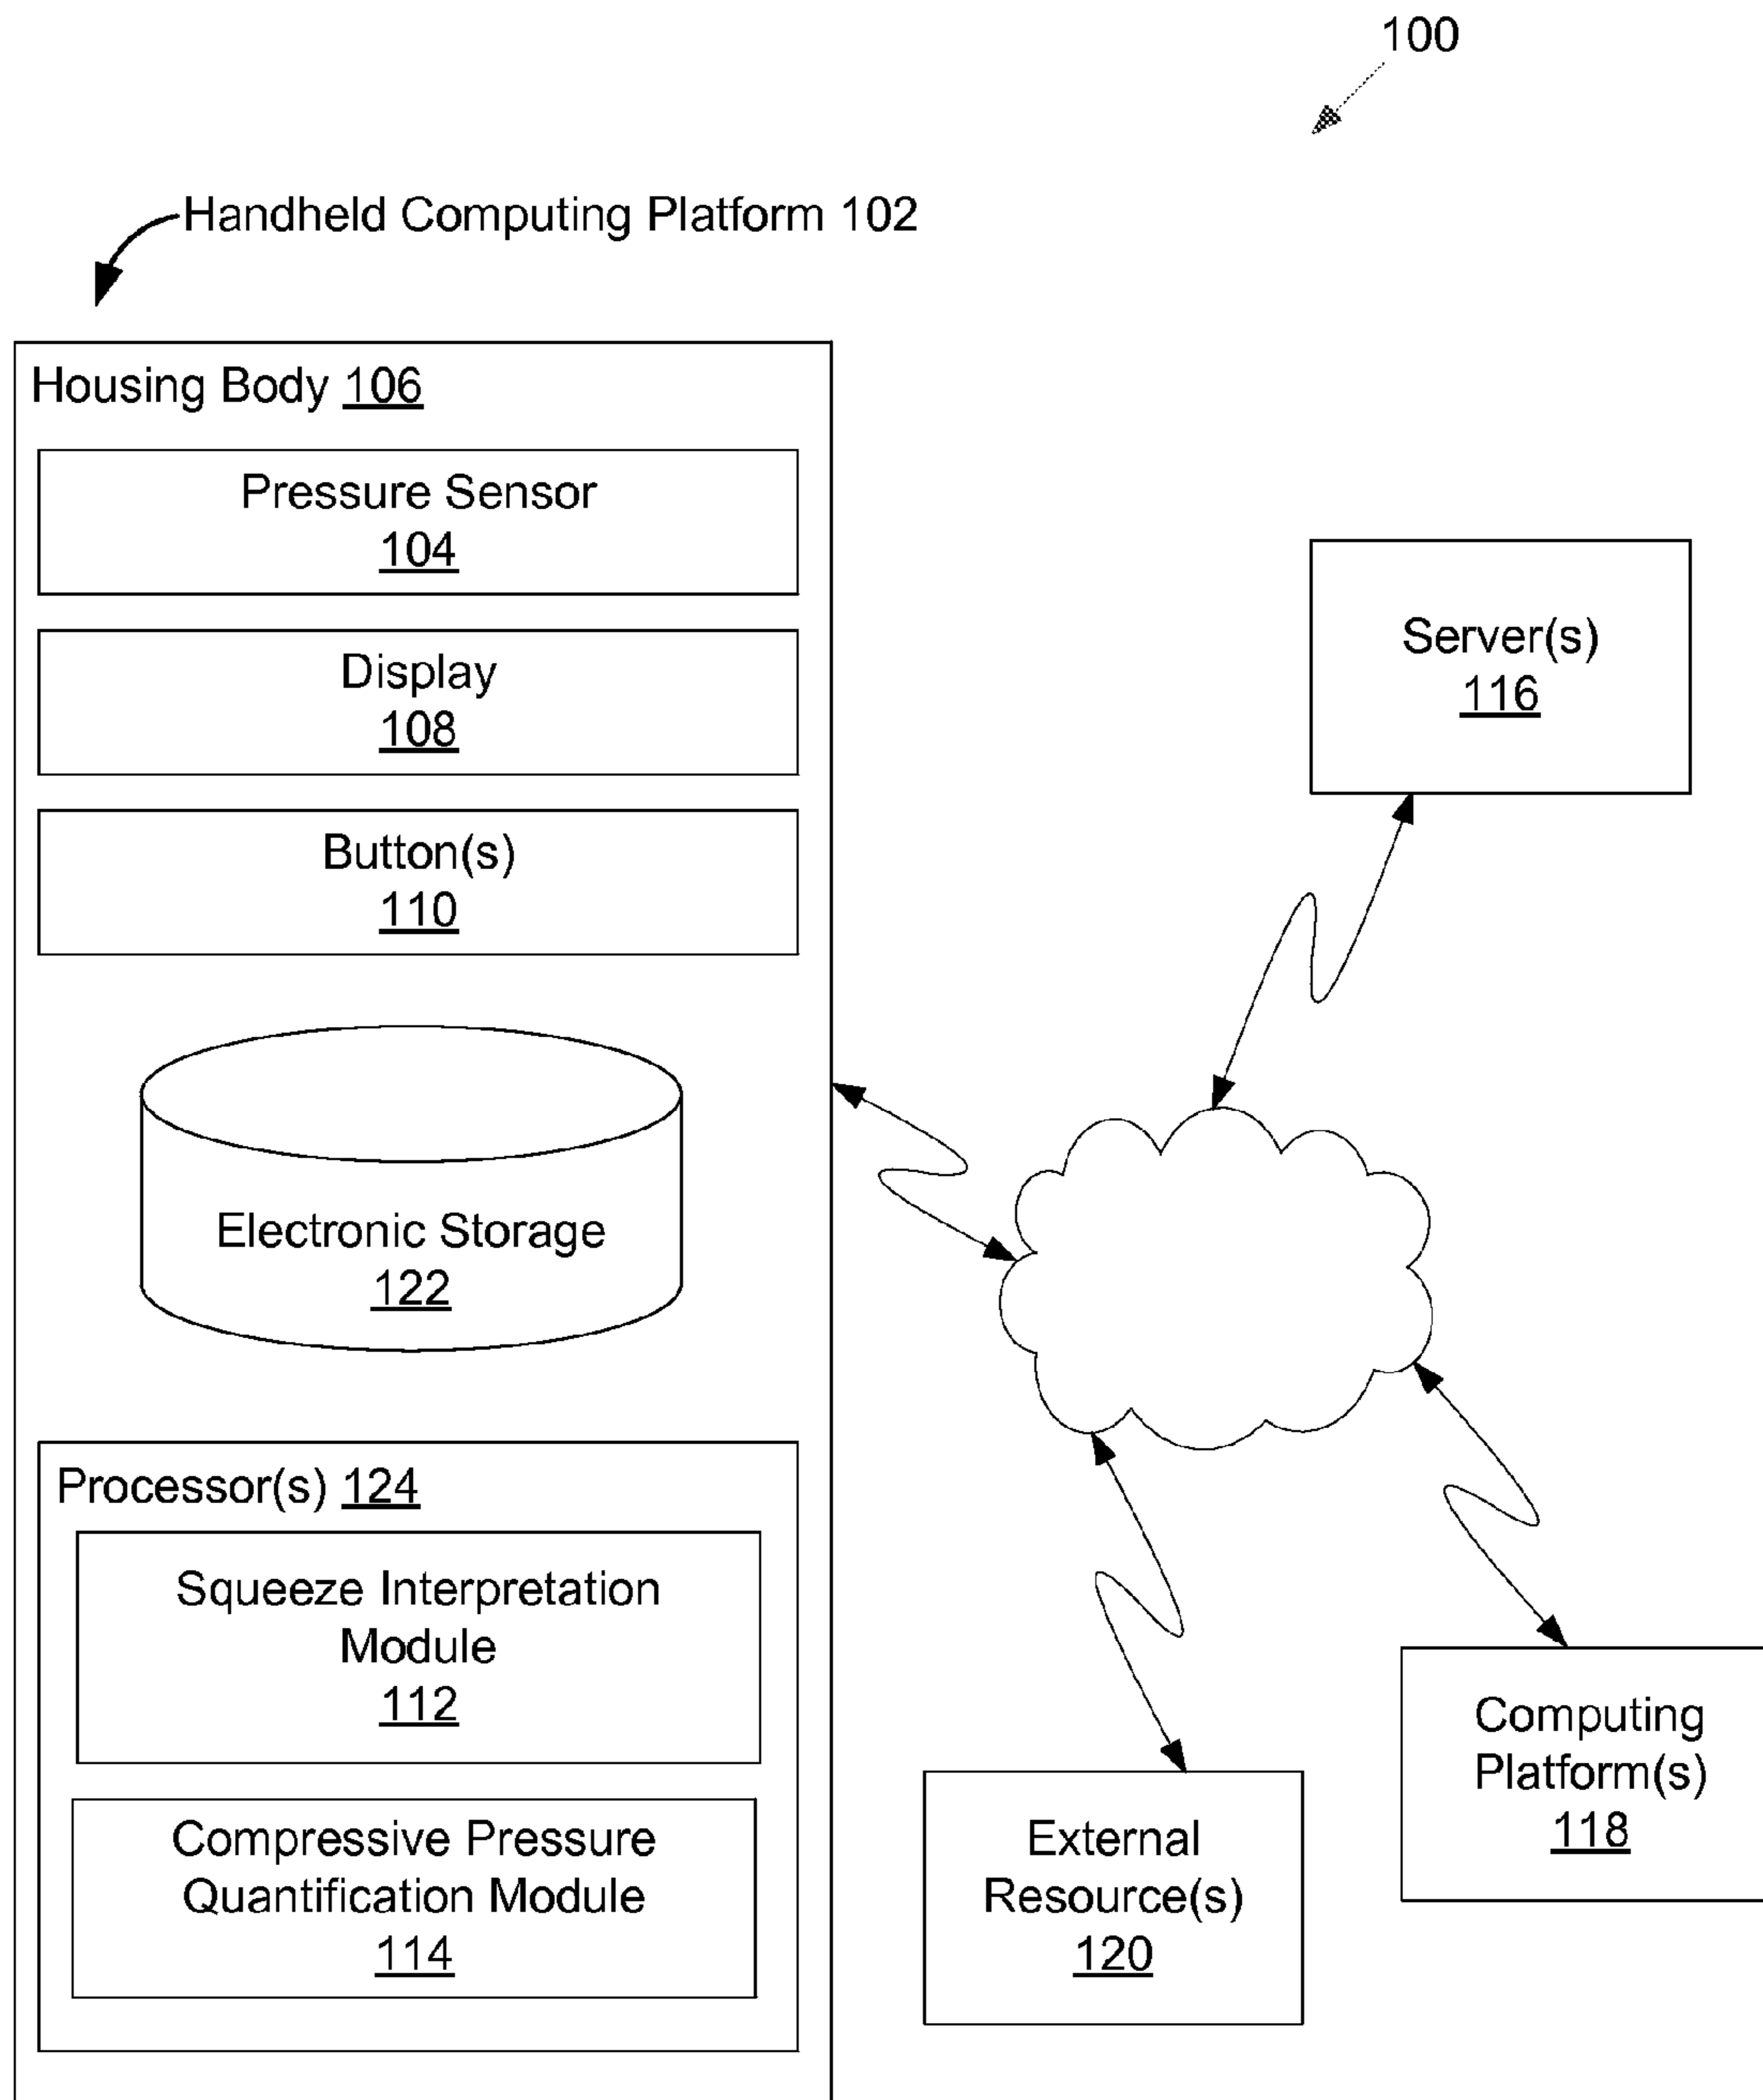 100
Handheld Computing Platform 102
Housing Body 106
Pressure Sensor
104
Display
108
Button(s)
110
Electronic Storage
122
Processor(s) 124
Squeeze Interpretation
Module
112
Compressive Pressure
Quantification Module
114
Server(s)
116
External
Resource(s)
120
Computing
Platform(s)
118